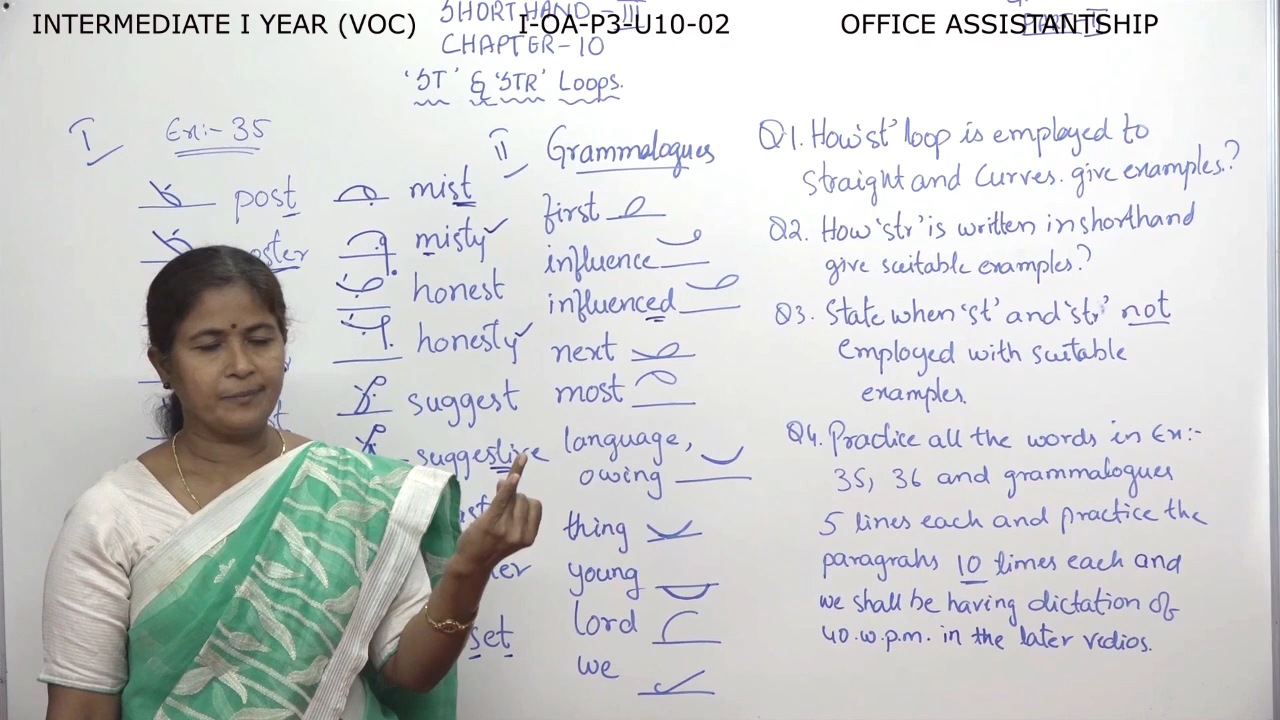 INTERMEDIATE I YEAR (VOC) I-OA-P3-U10-02 OFFICE ASSISTANTSHIP
SHORTHAND - III
CHAPTER-10
'ST' & 'STR' Loops.
I Ex:- 35
post
mist
misty
honest
honesty
suggest
suggestive
set
II Grammalogues
first
influence
influenced
next
most
language,
owing
thing
young
lord
we
Q1. How 'st' loop is employed to
straight and curves. give examples.?
Q2. How 'str' is written in shorthand
give suitable examples.?
Q3. State when 'st' and 'str' not
employed with suitable
examples.
Q4. Practice all the words in Ex:-
35, 36 and grammalogues
5 lines each and practice the
paragrahs 10 times each and
we shall be having dictation of
40.w.p.m. in the later vedios.